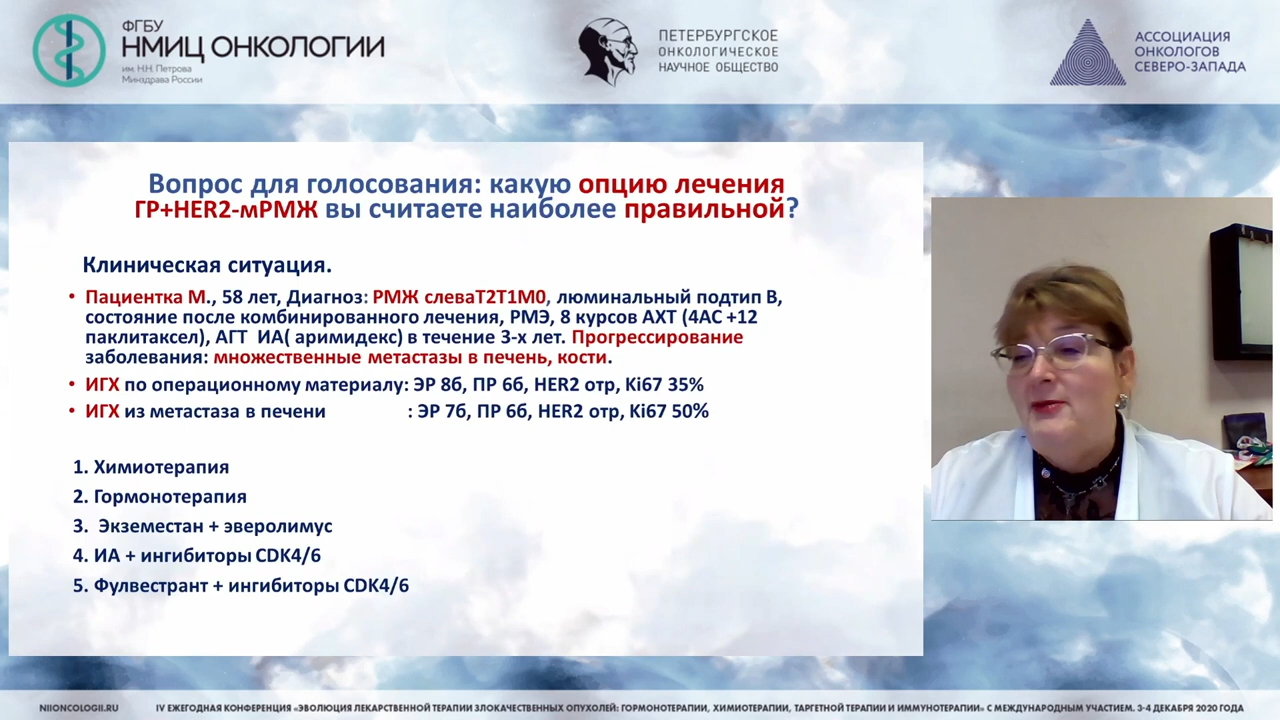 ФГБУ
НМИЦ ОНКОЛОГИИ
им. Н.Н. Петрова
Минздрава России
ПЕТЕРБУРГСКОЕ
ОНКОЛОГИЧЕСКОЕ
НАУЧНОЕ ОБЩЕСТВО
АССОЦИАЦИЯ
ОНКОЛОГОВ
СЕВЕРО-ЗАПАДА
Вопрос для голосования: какую опцию лечения
ГР+HER2-мРМЖ вы считаете наиболее правильной?
Клиническая ситуация.
• Пациентка М., 58 лет, Диагноз: РМЖ слеваТ2Т1М0, люминальный подтип В,
состояние после комбинированного лечения, РМЭ, 8 курсов АХТ (4АС +12
паклитаксел), АГТ ИА( аримидекс) в течение 3-х лет. Прогрессирование
заболевания: множественные метастазы в печень, кости.
• ИГХ по операционному материалу: ЭР 8б, ПР 6б, HER2 отр, Ki67 35%
• ИГХ из метастаза в печени : ЭР 7б, ПР 6б, HER2 отр, Ki67 50%
1. Химиотерапия
2. Гормонотерапия
3. Экземестан + эверолимус
4. ИА + ингибиторы CDK4/6
5. Фулвестрант + ингибиторы CDK4/6
NIIONCOLOGII.RU IV ЕЖЕГОДНАЯ КОНФЕРЕНЦИЯ «ЭВОЛЮЦИЯ ЛЕКАРСТВЕННОЙ ТЕРАПИИ ЗЛОКАЧЕСТВЕННЫХ ОПУХОЛЕЙ: ГОРМОНОТЕРАПИИ, ХИМИОТЕРАПИИ, ТАРГЕТНОЙ ТЕРАПИИ И ИММУНОТЕРАПИИ» С МЕЖДУНАРОДНЫМ УЧАСТИЕМ. 3-4 ДЕКАБРЯ 2020 ГОДА